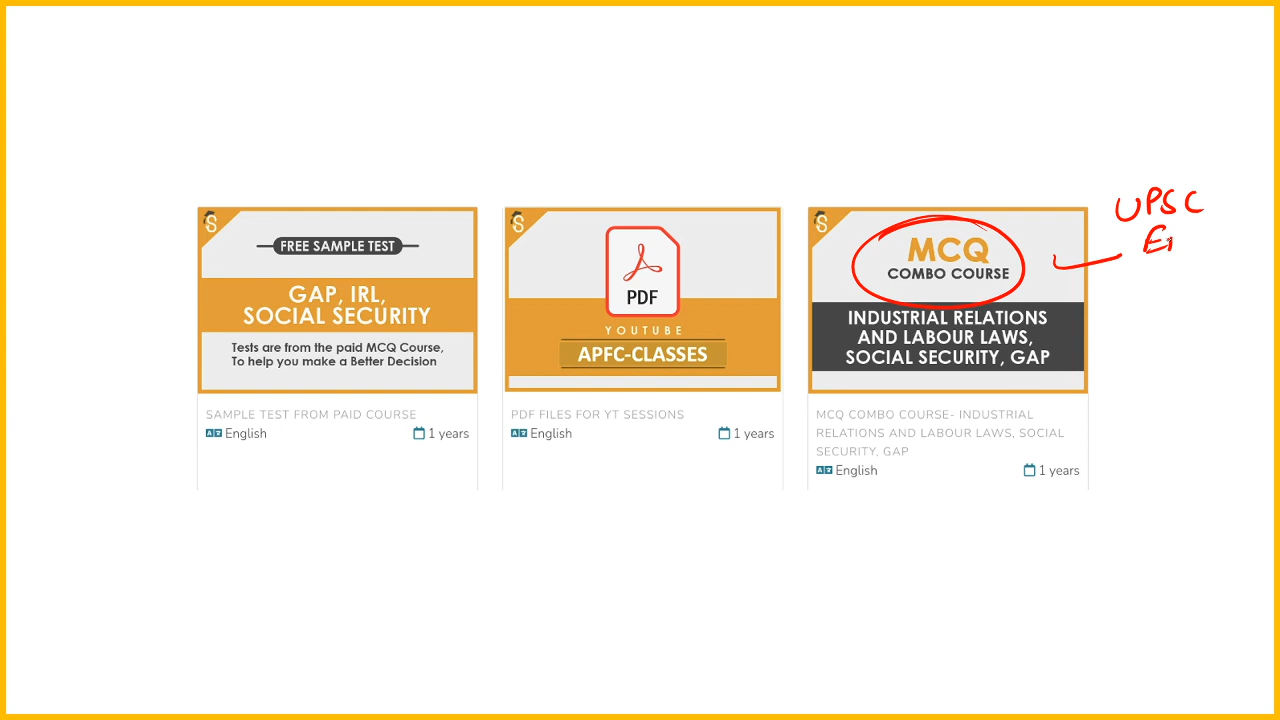 FREE SAMPLE TEST
GAP, IRL,
SOCIAL SECURITY
Tests are from the paid MCQ Course,
To help you make a Better Decision
SAMPLE TEST FROM PAID COURSE
English
1 years
PDF
YOUTUBE
APFC-CLASSES
PDF FILES FOR YT SESSIONS
English
1 years
MCQ
COMBO COURSE
INDUSTRIAL RELATIONS
AND LABOUR LAWS,
SOCIAL SECURITY, GAP
MCQ COMBO COURSE- INDUSTRIAL
RELATIONS AND LABOUR LAWS, SOCIAL
SECURITY, GAP
English
1 years
UPSC